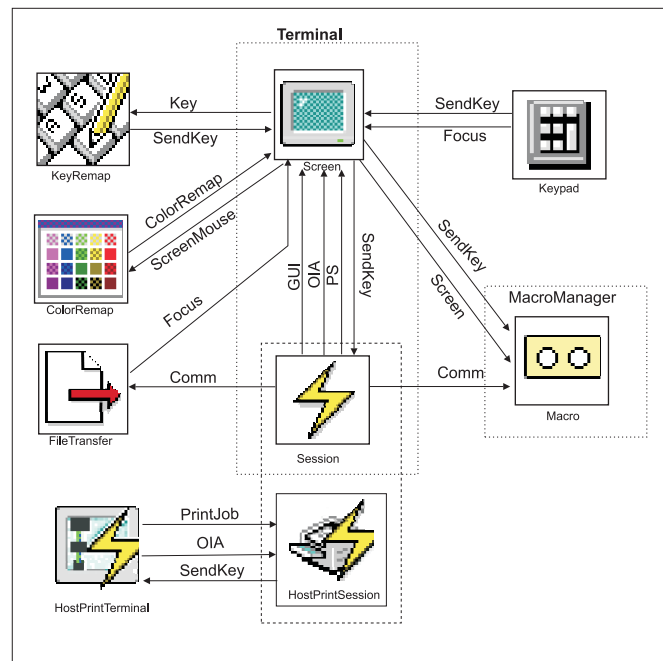 Terminal
Key
SendKey
KeyRemap
Screen
SendKey
Focus
Keypad
ColorRemap
ScreenMouse
ColorRemap
Focus
GUI
OIA
PS
SendKey
SendKey
Screen
MacroManager
Macro
Comm
Comm
FileTransfer
Session
PrintJob
OIA
SendKey
HostPrintTerminal
HostPrintSession